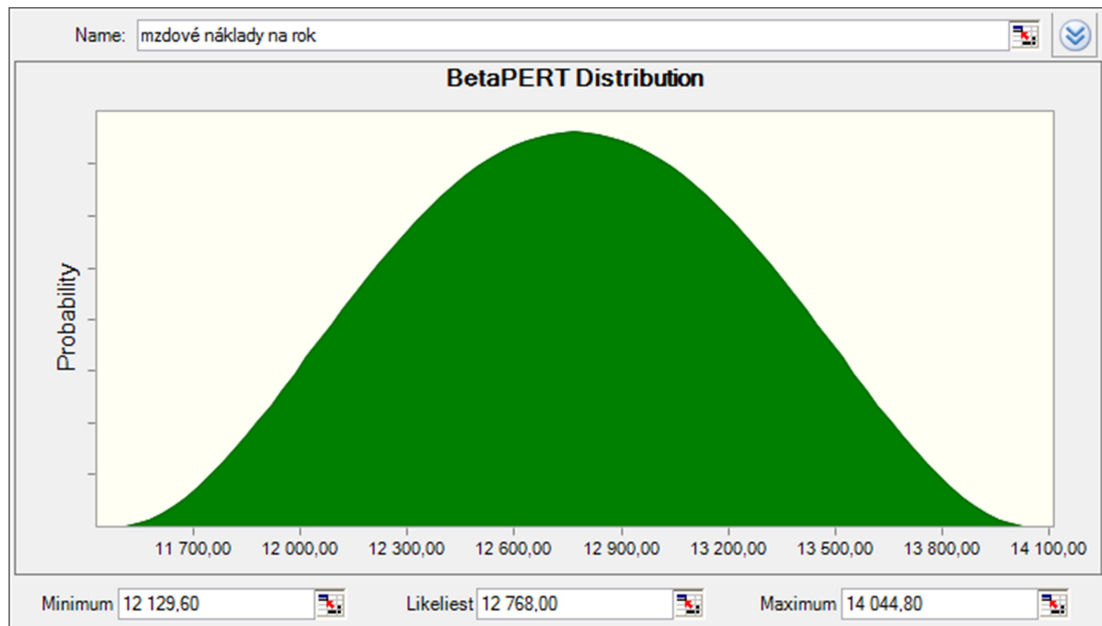 Name: mzdové náklady na rok
BetaPERT Distribution
Probability
11 700,00 12 000,00 12 300,00 12 600,00 12 900,00 13 200,00 13 500,00 13 800,00 14 100,00
Minimum 12 129,60 Likeliest 12 768,00 Maximum 14 044,80